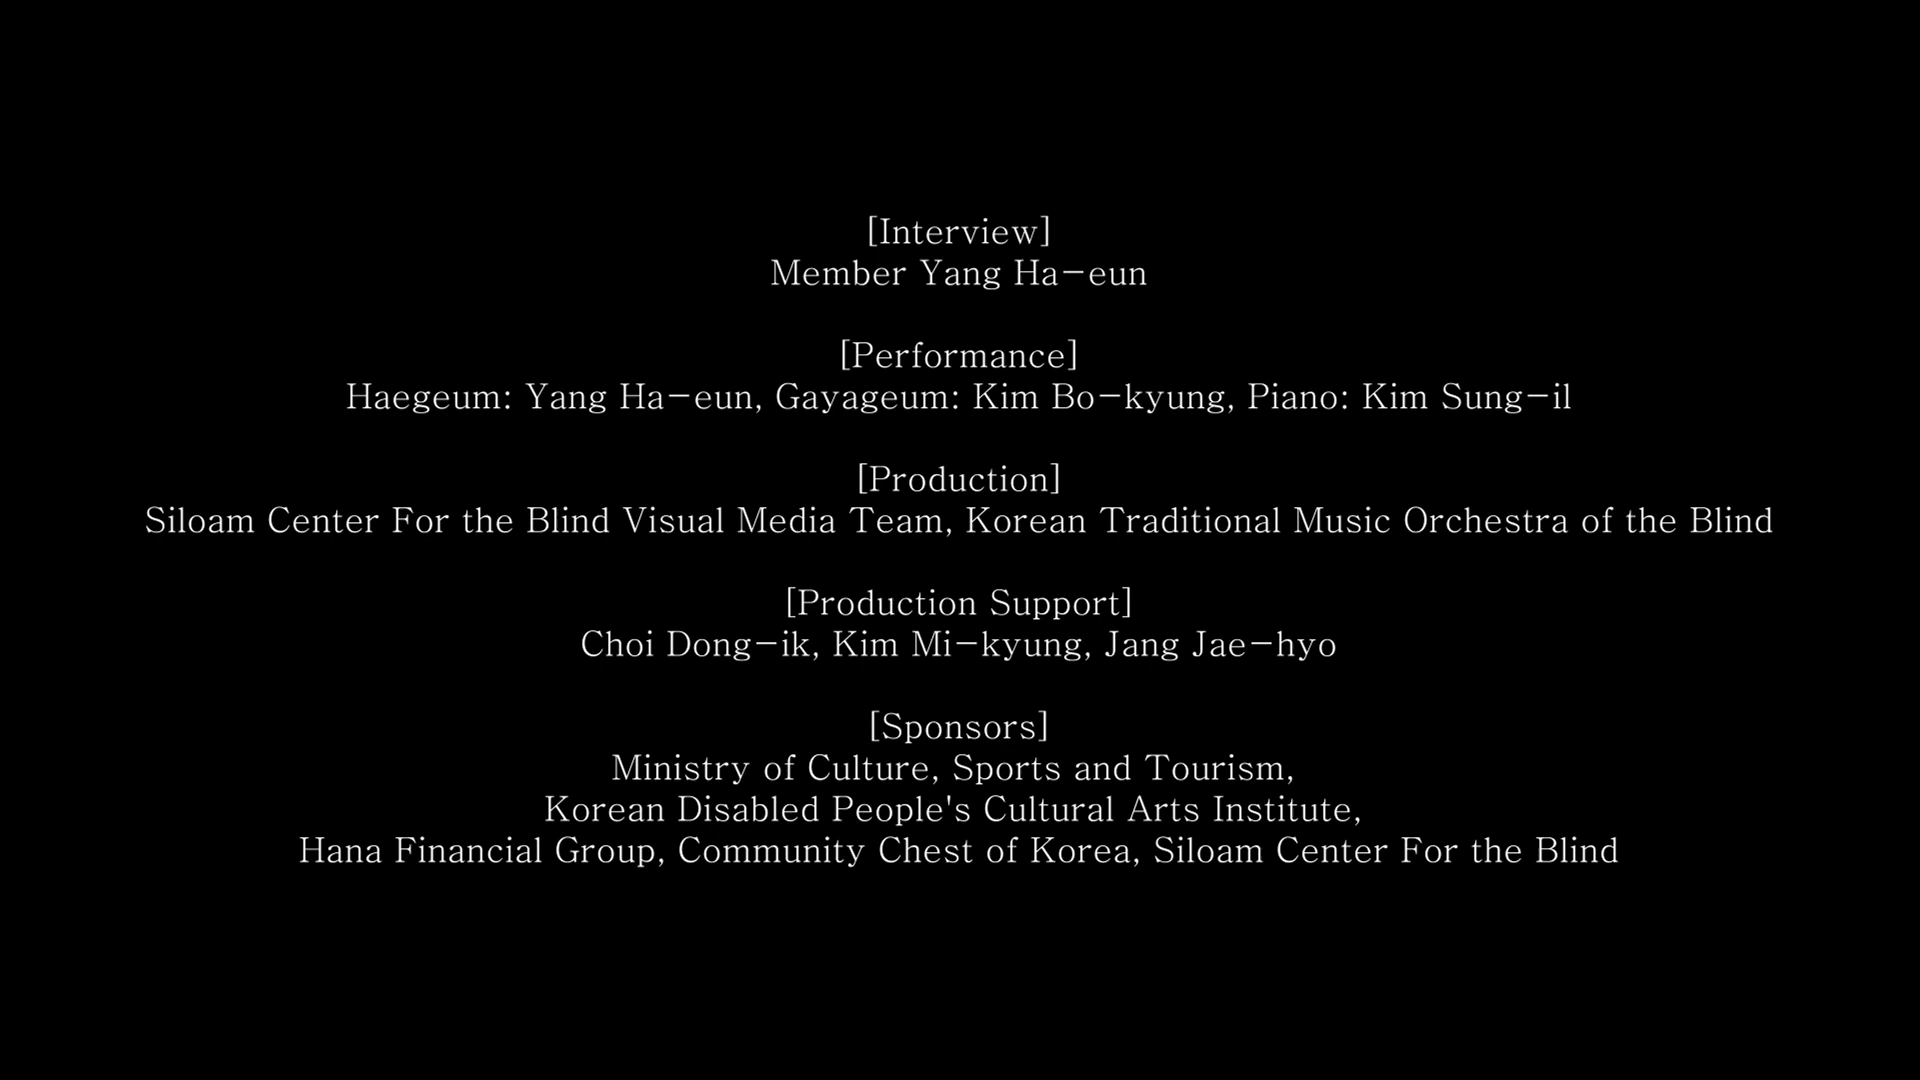 [Interview]
Member Yang Ha-eun
[Performance]
Haegeum: Yang Ha-eun, Gayageum: Kim Bo-kyung, Piano: Kim Sung-il
[Production]
Siloam Center For the Blind Visual Media Team, Korean Traditional Music Orchestra of the Blind
[Production Support]
Choi Dong-ik, Kim Mi-kyung, Jang Jae-hyo
[Sponsors]
Ministry of Culture, Sports and Tourism,
Korean Disabled People's Cultural Arts Institute,
Hana Financial Group, Community Chest of Korea, Siloam Center For the Blind